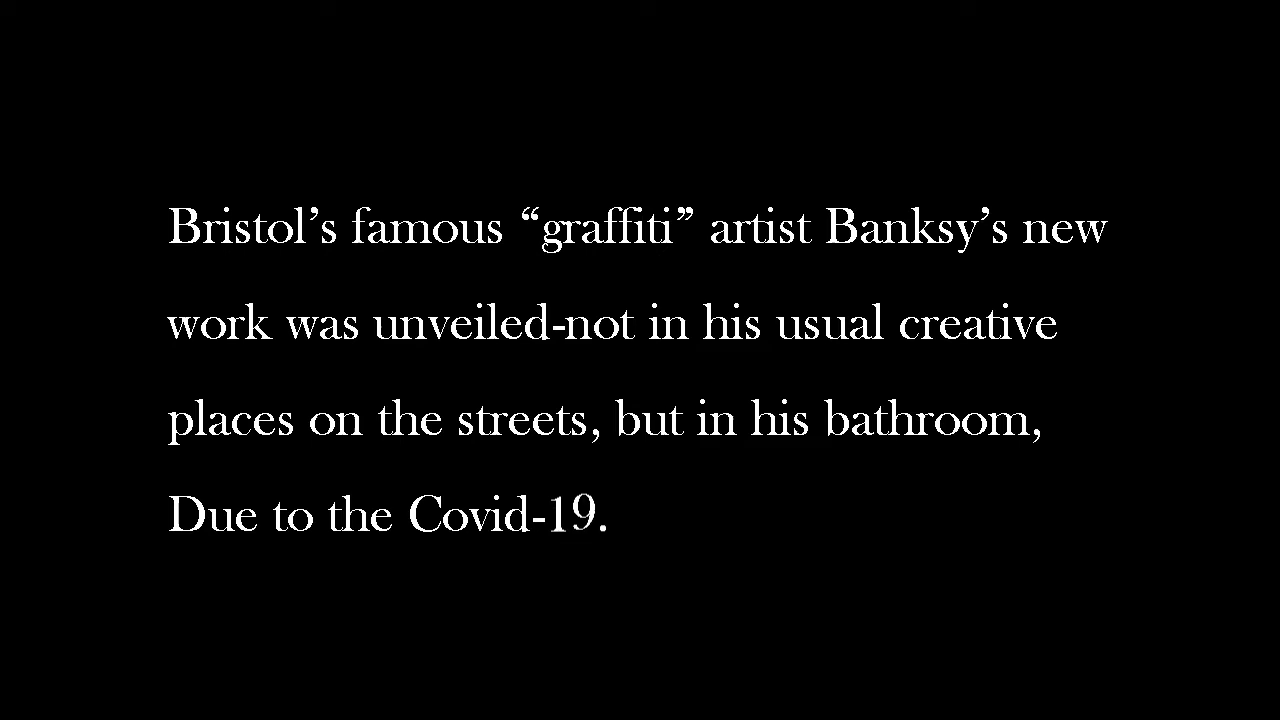 Bristol’s famous “graffiti” artist Banksy’s new
work was unveiled-not in his usual creative
places on the streets, but in his bathroom,
Due to the Covid-19.